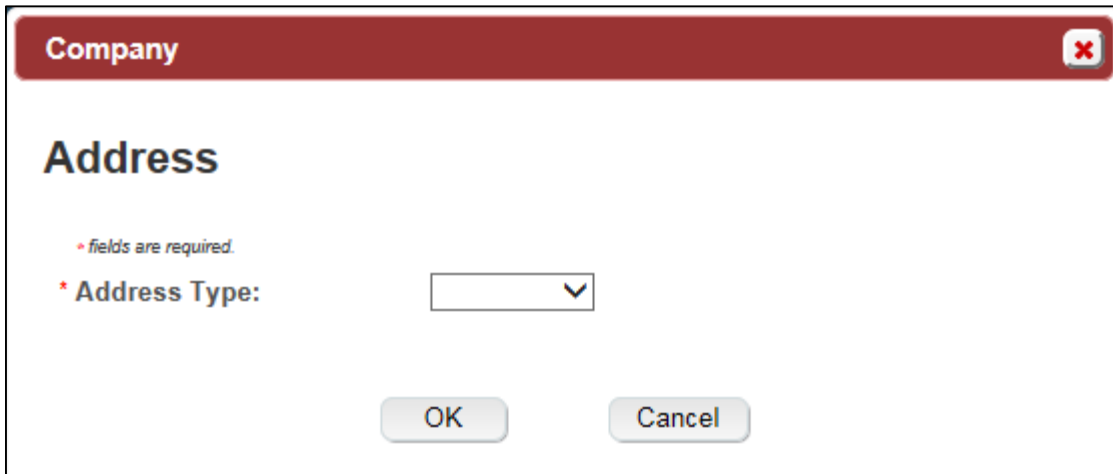 Company
Address
* fields are required.
* Address Type:
OK Cancel